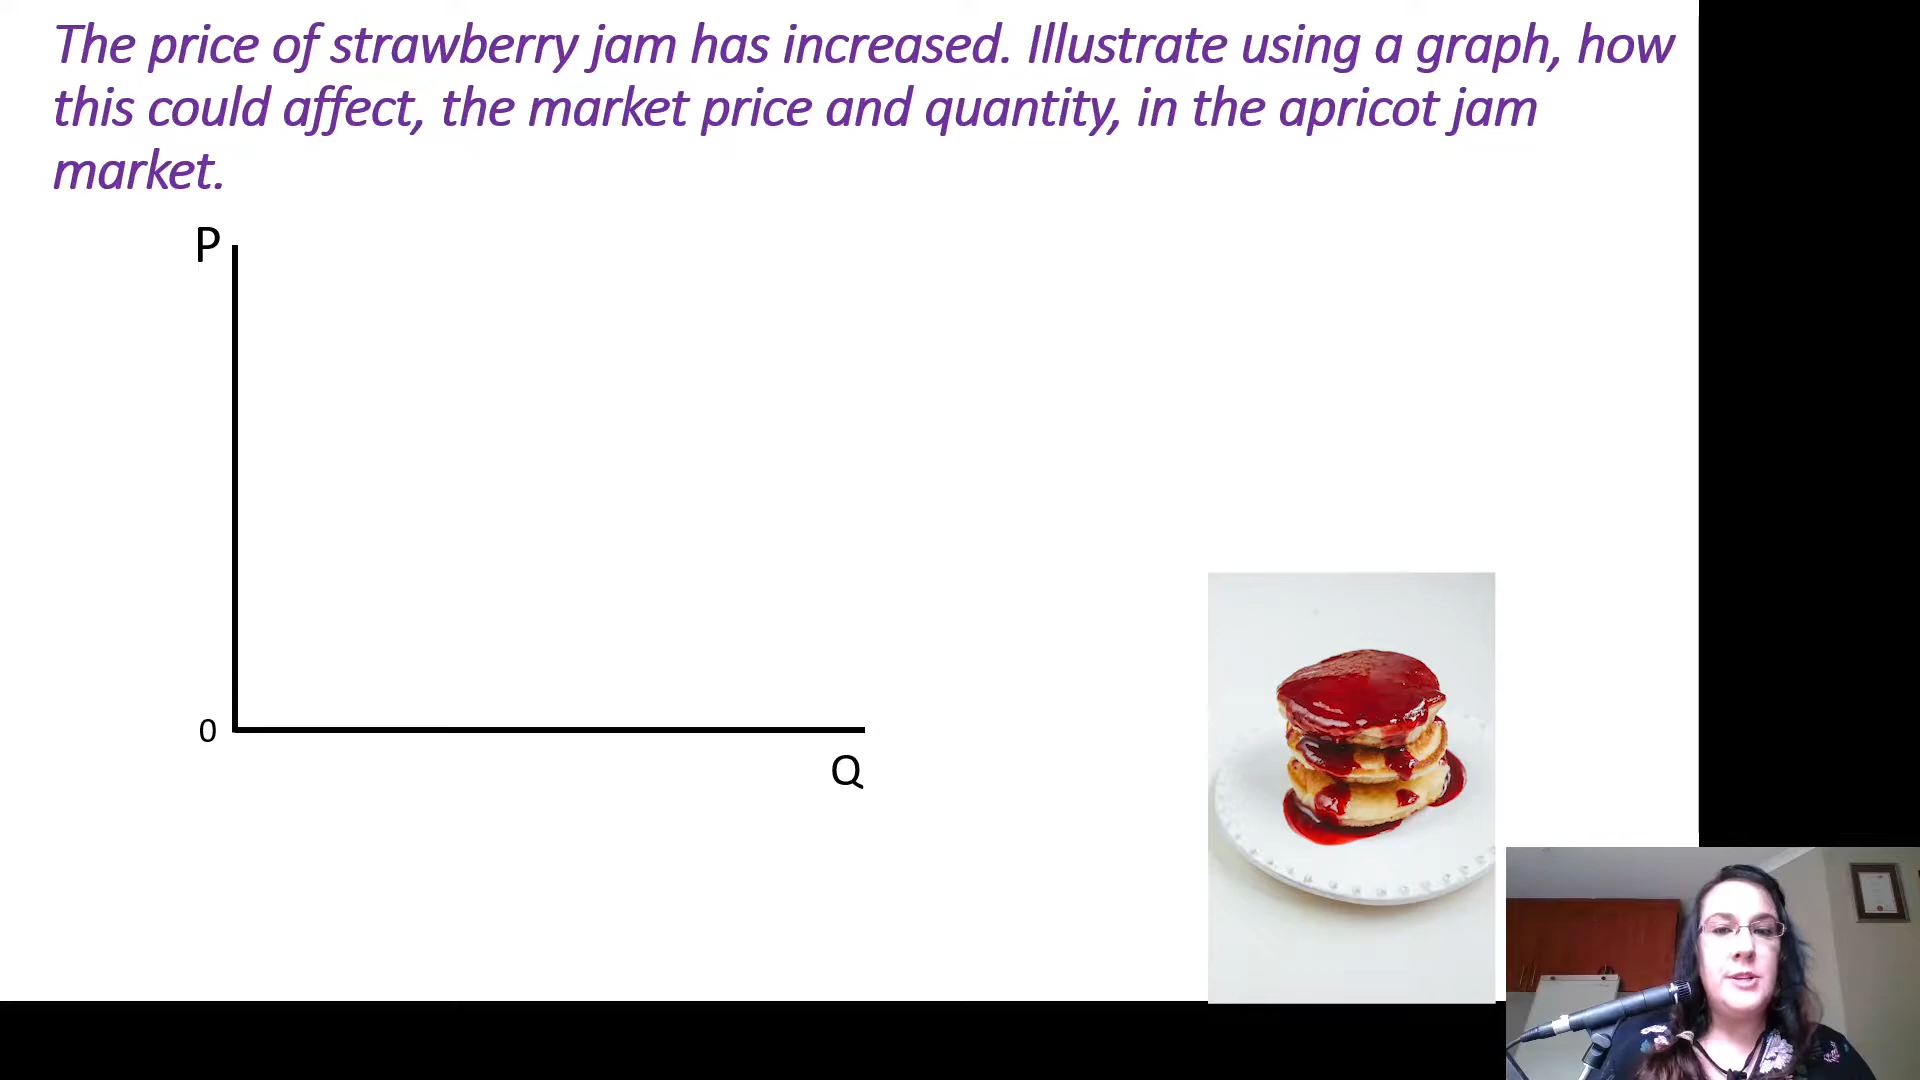 The price of strawberry jam has increased. Illustrate using a graph, how
this could affect, the market price and quantity, in the apricot jam
market.
P
0
Q